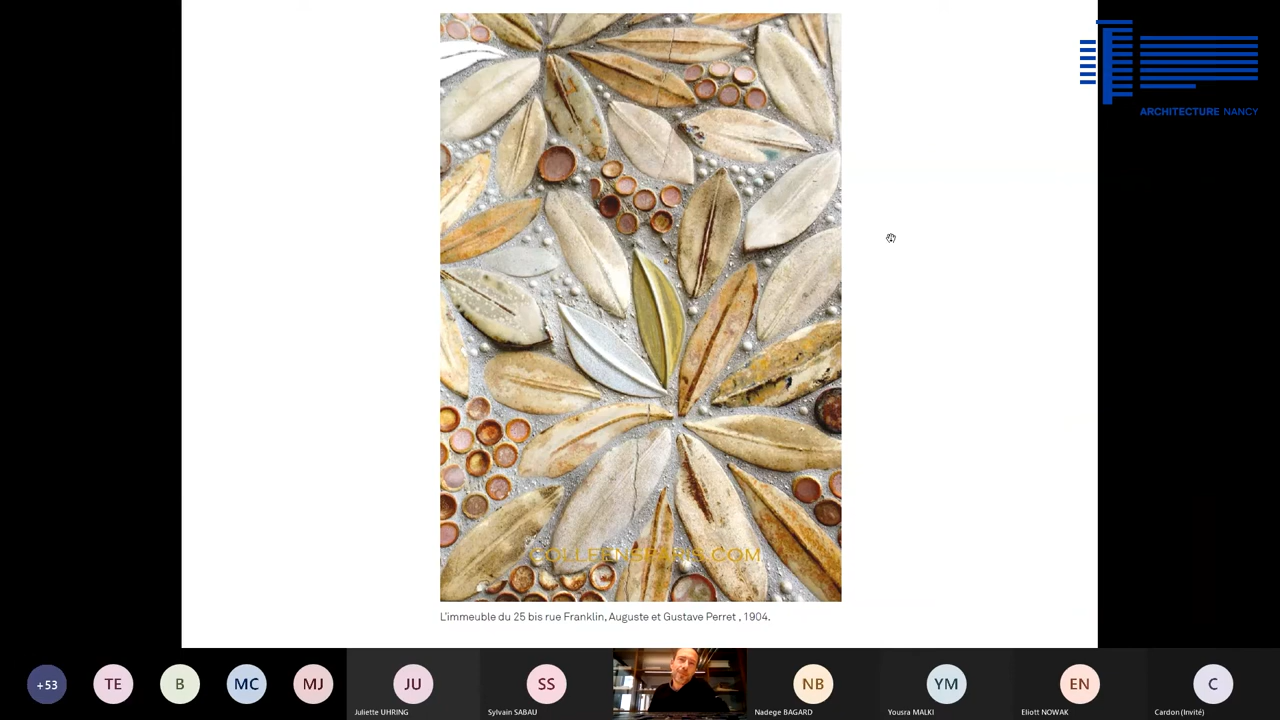 ARCHITECTURE NANCY
COLLEENSPARIS.COM
L'immeuble du 25 bis rue Franklin, Auguste et Gustave Perret , 1904.
+53
TE
B
MC
MJ
JU
SS
NB
YM
EN
C
Juliette UHRING
Sylvain SABAU
Nadege BAGARD
Yousra MALKI
Eliott NOWAK
Cardon (Invité)